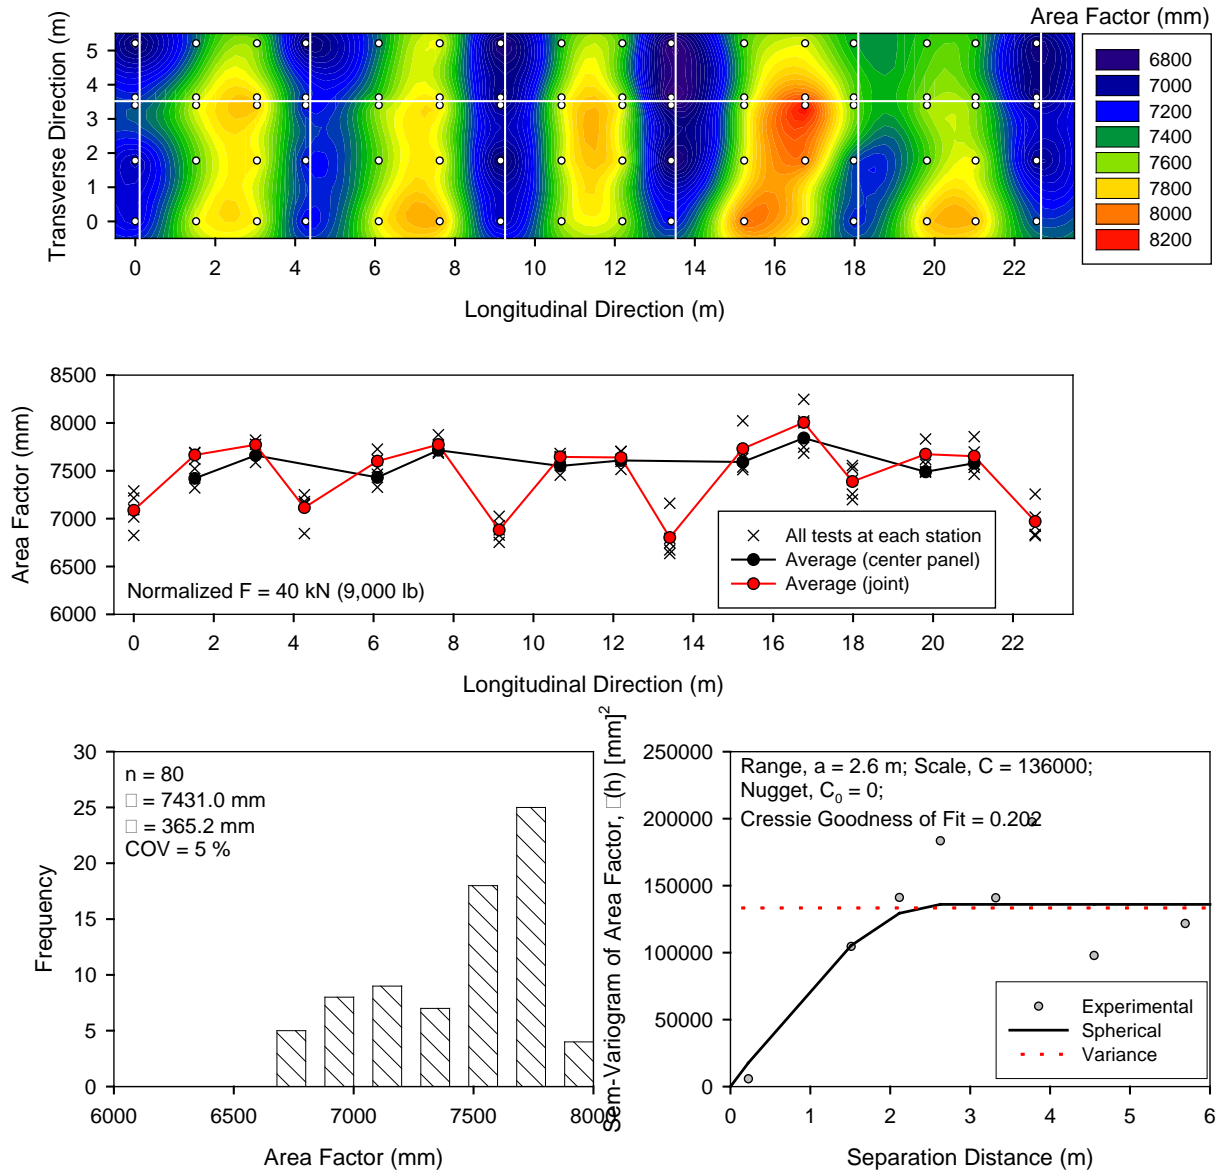 Area Factor (mm)
6800
7000
7200
7400
7600
7800
8000
8200
Transverse Direction (m)
5
4
3
2
1
0
0 2 4 6 8 10 12 14 16 18 20 22
Longitudinal Direction (m)
Area Factor (mm)
8500
8000
7500
7000
6500
6000
All tests at each station
Average (center panel)
Average (joint)
Normalized F = 40 kN (9,000 lb)
0 2 4 6 8 10 12 14 16 18 20 22
Longitudinal Direction (m)
Frequency
30
25
20
15
10
5
0
n = 80
□ = 7431.0 mm
□ = 365.2 mm
COV = 5 %
6000 6500 7000 7500 8000
Area Factor (mm)
Sem-Variogram of Area Factor, □(h) [mm]²
250000
200000
150000
100000
50000
0
Range, a = 2.6 m; Scale, C = 136000;
Nugget, C₀ = 0;
Cressie Goodness of Fit = 0.202
Experimental
Spherical
Variance
0 1 2 3 4 5 6
Separation Distance (m)